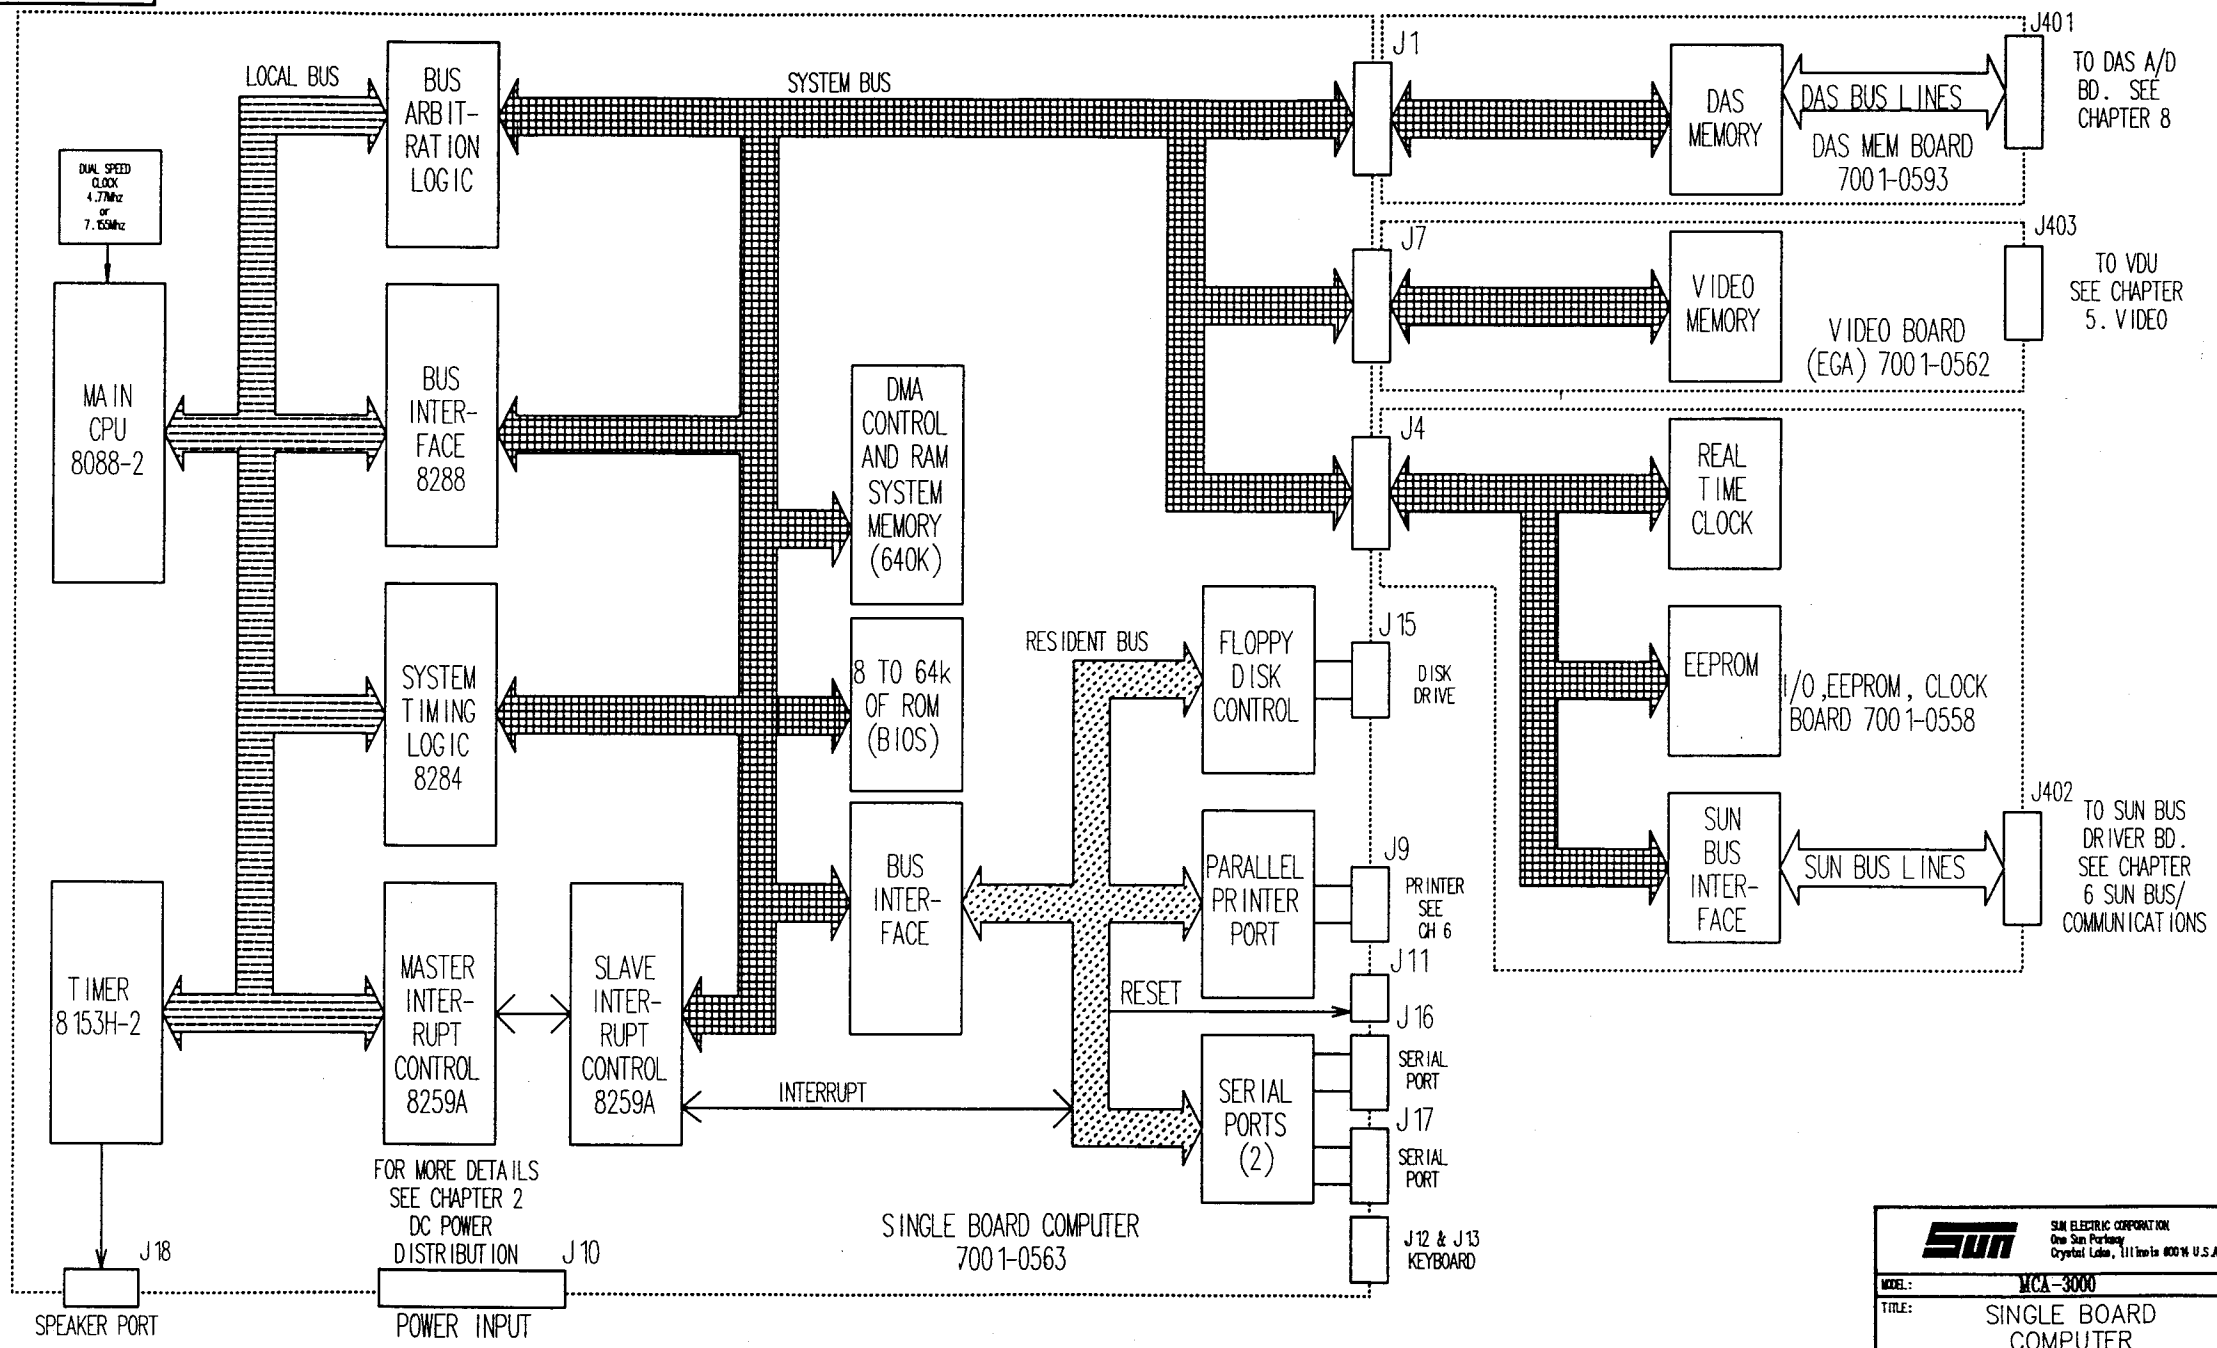 LOCAL BUS
BUS
ARBIT-
RATION
LOGIC
SYSTEM BUS
J1
DAS
MEMORY
DAS BUS LINES
DAS MEM BOARD
7001-0593
J401
TO DAS A/D
BD. SEE
CHAPTER 8
DUAL SPEED
CLOCK
4.77Mhz
or
7.155Mhz
J7
VIDEO
MEMORY
VIDEO BOARD
(EGA) 7001-0562
J403
TO VDU
SEE CHAPTER
5. VIDEO
MAIN
CPU
8088-2
BUS
INTER-
FACE
8288
DMA
CONTROL
AND RAM
SYSTEM
MEMORY
(640K)
J4
REAL
TIME
CLOCK
SYSTEM
TIMING
LOGIC
8284
8 TO 64k
OF ROM
(BIOS)
RESIDENT BUS
FLOPPY
DISK
CONTROL
J15
DISK
DRIVE
EEPROM
I/O,EEPROM, CLOCK
BOARD 7001-0558
BUS
INTER-
FACE
PARALLEL
PRINTER
PORT
J9
PRINTER
SEE
CH 6
SUN
BUS
INTER-
FACE
SUN BUS LINES
J402
TO SUN BUS
DRIVER BD.
SEE CHAPTER
6 SUN BUS/
COMMUNICATIONS
TIMER
8153H-2
MASTER
INTER-
RUPT
CONTROL
8259A
SLAVE
INTER-
RUPT
CONTROL
8259A
INTERRUPT
RESET
J11
J16
SERIAL
PORTS
(2)
SERIAL
PORT
J17
SERIAL
PORT
FOR MORE DETAILS
SEE CHAPTER 2
DC POWER
DISTRIBUTION
J10
SINGLE BOARD COMPUTER
7001-0563
J12 & J13
KEYBOARD
J18
SPEAKER PORT
POWER INPUT
Sun
SUN ELECTRIC CORPORATION
One Sun Parkway
Crystal Lake, Illinois 60014 U.S.A
MODEL:
MCA-3000
TITLE:
SINGLE BOARD
COMPUTER